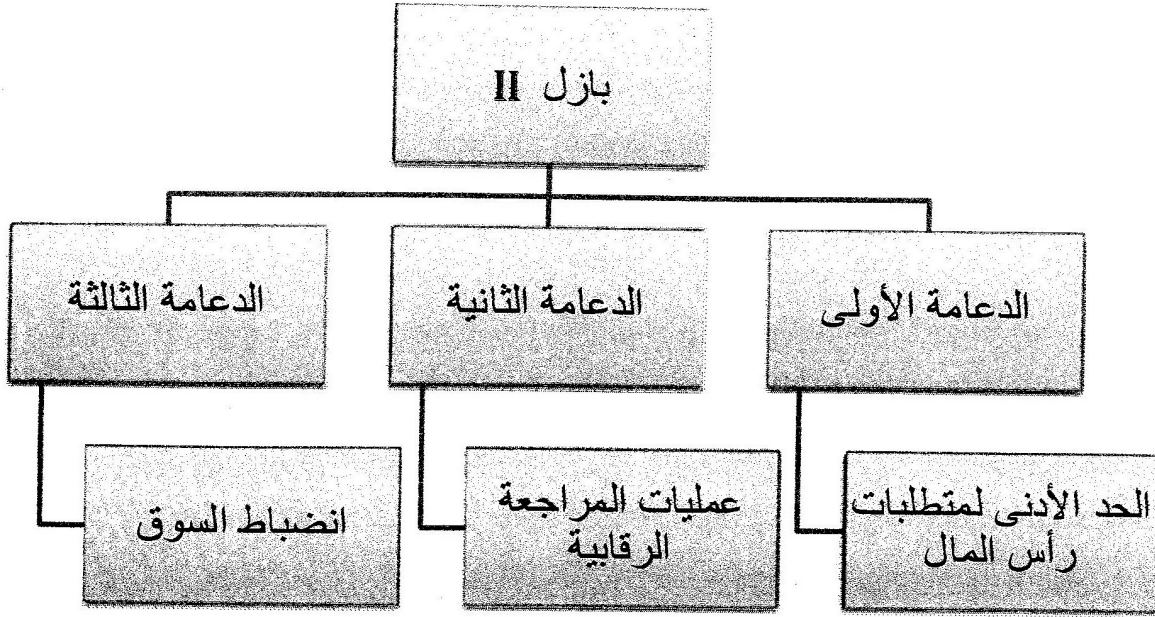 بازل II
الدعامة الأولى
الدعامة الثانية
الدعامة الثالثة
الحد الأدنى لمتطلبات
رأس المال
عمليات المراجعة
الرقابية
انضباط السوق